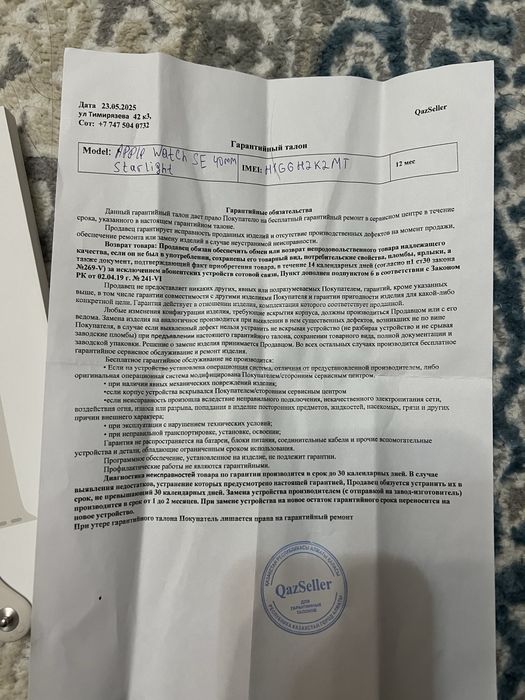 Дата 23.05.2025
QazSeller
ул Тимирязева 42 к3,
Сот: +7 747 504 0732
Гарантийный талон
Model: APPle Watch SE 40mm
Starlight
IMEI: H1GGH2K2MT
12 мес
Гарантийные обязательства
Данный гарантийный талон дает право Покупателю на бесплатный гарантийный ремонт в сервисном центре в течение
срока, указанного в настоящем гарантийном талоне.
Продавец гарантирует исправность проданных изделий и отсутствие производственных дефектов на момент продажи,
обеспечение ремонта или замену изделий в случае неустранимой неисправности.
Возврат товара: Продавец обязан обеспечить обмен или возврат непродовольственного товара надлежащего
качества, если он не был в употреблении, сохранены его товарный вид, потребительские свойства, пломбы, ярлыки, а
также документ, подтверждающий факт приобретения товара, в течение 14 календарных дней (согласно п1 ст30 закона
№269-V) за исключением абонентских устройств сотовой связи. Пункт дополнен подпунктом 6 в соответствии с Законом
РК от 02.04.19 г. № 241-VI
Продавец не предоставляет никаких других, явных или подразумеваемых Покупателем, гарантий, кроме указанных
выше, в том числе гарантии совместимости с другими изделиями Покупателя и гарантии пригодности изделия для какой-либо
конкретной цели. Гарантия действует в отношении изделия, комплектация которого соответствует проданной.
Любые изменения конфигурации изделия, требующие вскрытия корпуса, должны производиться Продавцом или с его
ведома. Замена изделия на аналогичное производится при выявлении в нем существенных дефектов, возникших не по вине
Покупателя, в случае если выявленный дефект нельзя устранить не вскрывая устройство (не разбирая устройство и не срывая
заводские пломбы) при предъявлении настоящего гарантийного талона, сохранении товарного вида, полной документации и
заводской упаковки. Решение о замене изделия принимается Продавцом. Во всех остальных случаях производится бесплатное
гарантийное сервисное обслуживание и ремонт изделия.
Бесплатное гарантийное обслуживание не производится:
• Если на устройстве установлена операционная система, отличная от предустановленной производителем, либо
оригинальная операционная система модифицирована Покупателем/сторонним сервисным центром.
• при наличии явных механических повреждений изделия;
•если корпус устройства вскрывался Покупателем/сторонним сервисным центром
•если неисправность произошла вследствие неправильного подключения, некачественного электропитания сети,
воздействия огня, износа или разрыва, попадания в изделие посторонних предметов, жидкостей, насекомых, грязи и других
причин внешнего характера;
• при эксплуатации с нарушением технических условий;
• при неправильной транспортировке, установке, освоении;
Гарантия не распространяется на батареи, блоки питания, соединительные кабели и прочие вспомогательные
устройства и детали, обладающие ограниченным сроком использования.
Программное обеспечение, установленное на изделие, не подлежит гарантии.
Профилактические работы не являются гарантийными.
Диагностика неисправностей товара по гарантии производится в срок до 30 календарных дней. В случае
выявления недостатков, устранение которых предусмотрено настоящей гарантией, Продавец обязуется устранить их в
срок, не превышающий 30 календарных дней. Замена устройства производителем (с отправкой на завод-изготовитель)
производится в срок от 1 до 2 месяцев. При замене устройства на новое остаток гарантийного срока переносится на
новое устройство.
При утере гарантийного талона Покупатель лишается права на гарантийный ремонт
QazSeller
ДЛЯ
ГАРАНТИЙНЫХ
ТАЛОНОВ
РЕСПУБЛИКА КАЗАХСТАН ГОРОД АЛМАТЫ